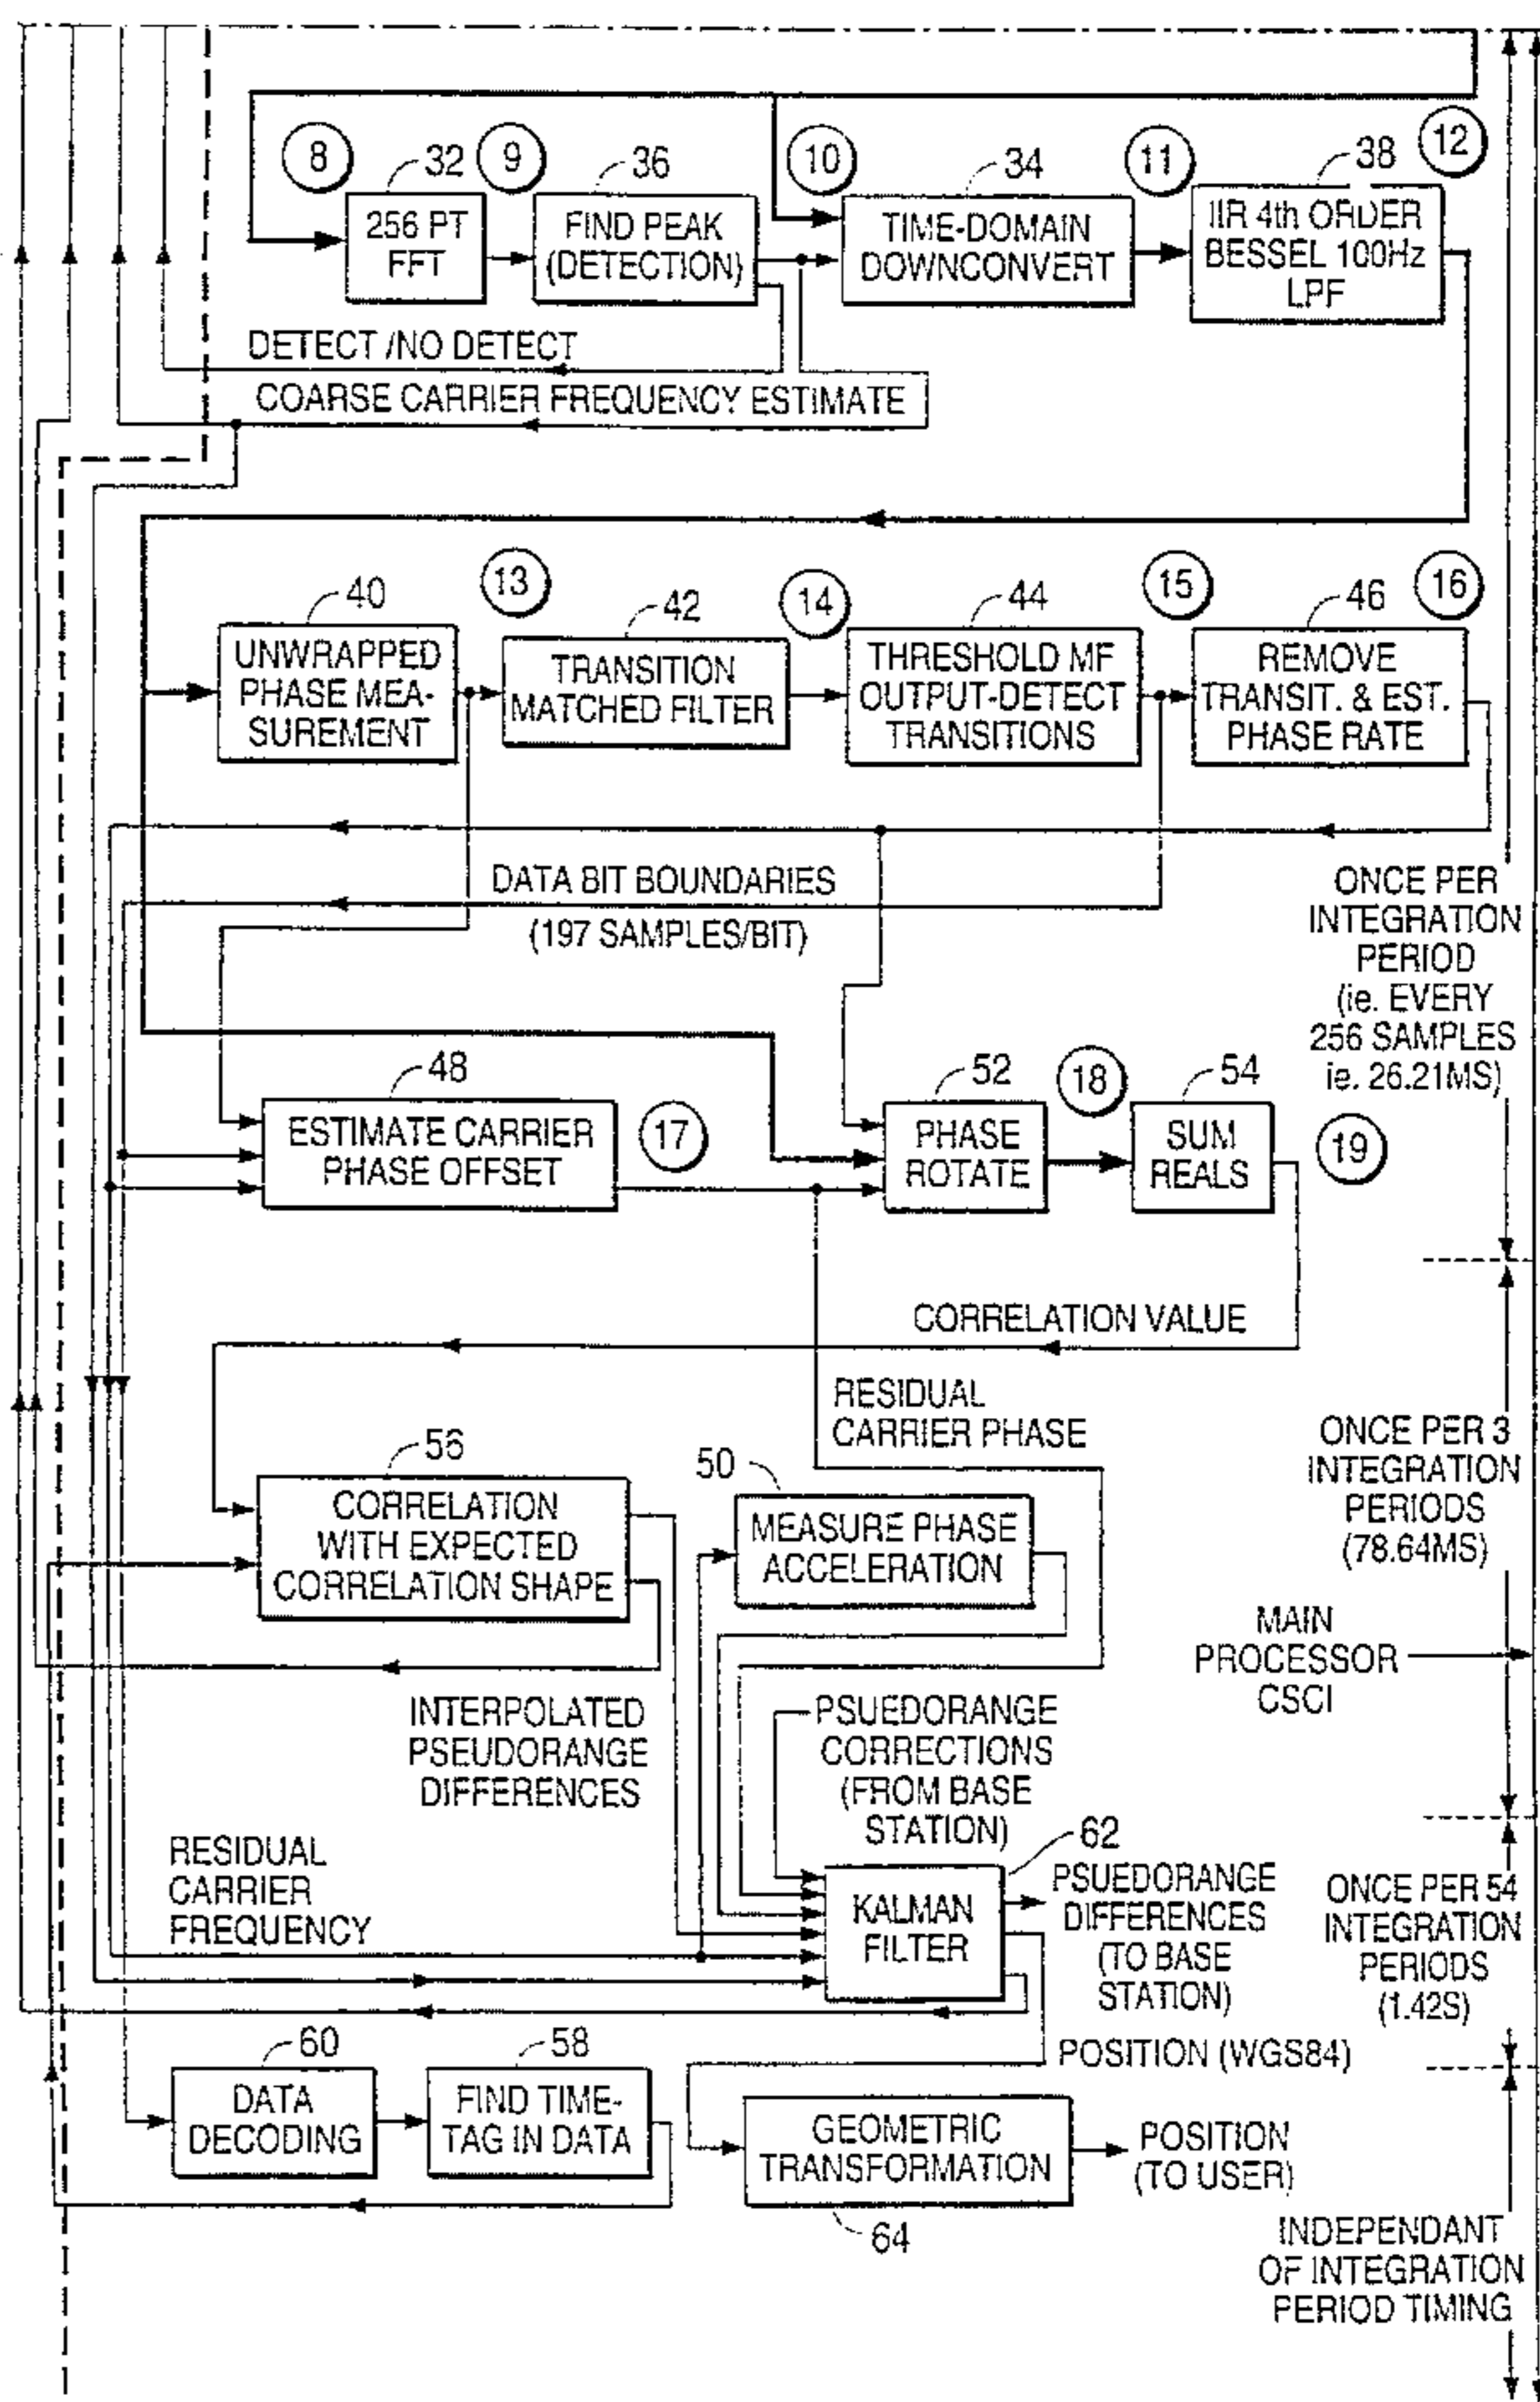 8
32
9
36
10
34
11
38
12
256 PT
FFT
FIND PEAK
(DETECTION)
TIME-DOMAIN
DOWNCONVERT
IIR 4th ORDER
BESSEL 100Hz
LPF
DETECT /NO DETECT
COARSE CARRIER FREQUENCY ESTIMATE
40
13
42
14
44
15
46
16
UNWRAPPED
PHASE MEA-
SUREMENT
TRANSITION
MATCHED FILTER
THRESHOLD MF
OUTPUT-DETECT
TRANSITIONS
REMOVE
TRANSIT. & EST.
PHASE RATE
DATA BIT BOUNDARIES
(197 SAMPLES/BIT)
ONCE PER
INTEGRATION
PERIOD
(ie. EVERY
256 SAMPLES
ie. 26.21MS)
48
17
52
18
54
19
ESTIMATE CARRIER
PHASE OFFSET
PHASE
ROTATE
SUM
REALS
CORRELATION VALUE
RESIDUAL
CARRIER PHASE
56
50
CORRELATION
WITH EXPECTED
CORRELATION SHAPE
MEASURE PHASE
ACCELERATION
ONCE PER 3
INTEGRATION
PERIODS
(78.64MS)
MAIN
PROCESSOR
CSCI
INTERPOLATED
PSEUDORANGE
DIFFERENCES
PSUEDORANGE
CORRECTIONS
(FROM BASE
STATION)
62
RESIDUAL
CARRIER
FREQUENCY
KALMAN
FILTER
PSUEDORANGE
DIFFERENCES
(TO BASE
STATION)
ONCE PER 54
INTEGRATION
PERIODS
(1.42S)
POSITION (WGS84)
60
58
DATA
DECODING
FIND TIME-
TAG IN DATA
GEOMETRIC
TRANSFORMATION
64
POSITION
(TO USER)
INDEPENDANT
OF INTEGRATION
PERIOD TIMING